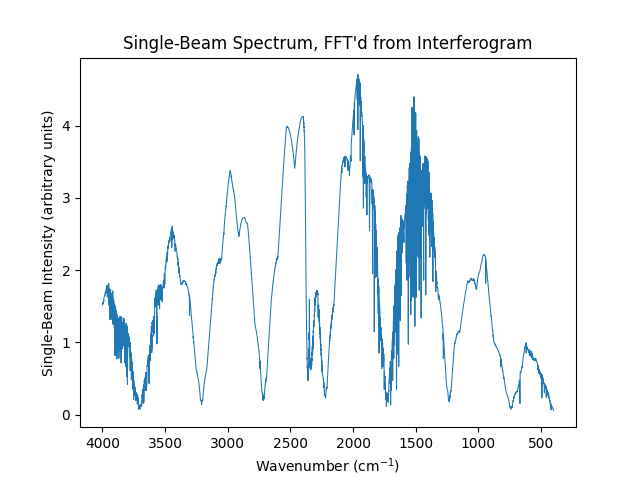 Single-Beam Spectrum, FFT'd from Interferogram
Single-Beam Intensity (arbitrary units)
4
3
2
1
0
4000 3500 3000 2500 2000 1500 1000 500
Wavenumber (cm⁻¹)